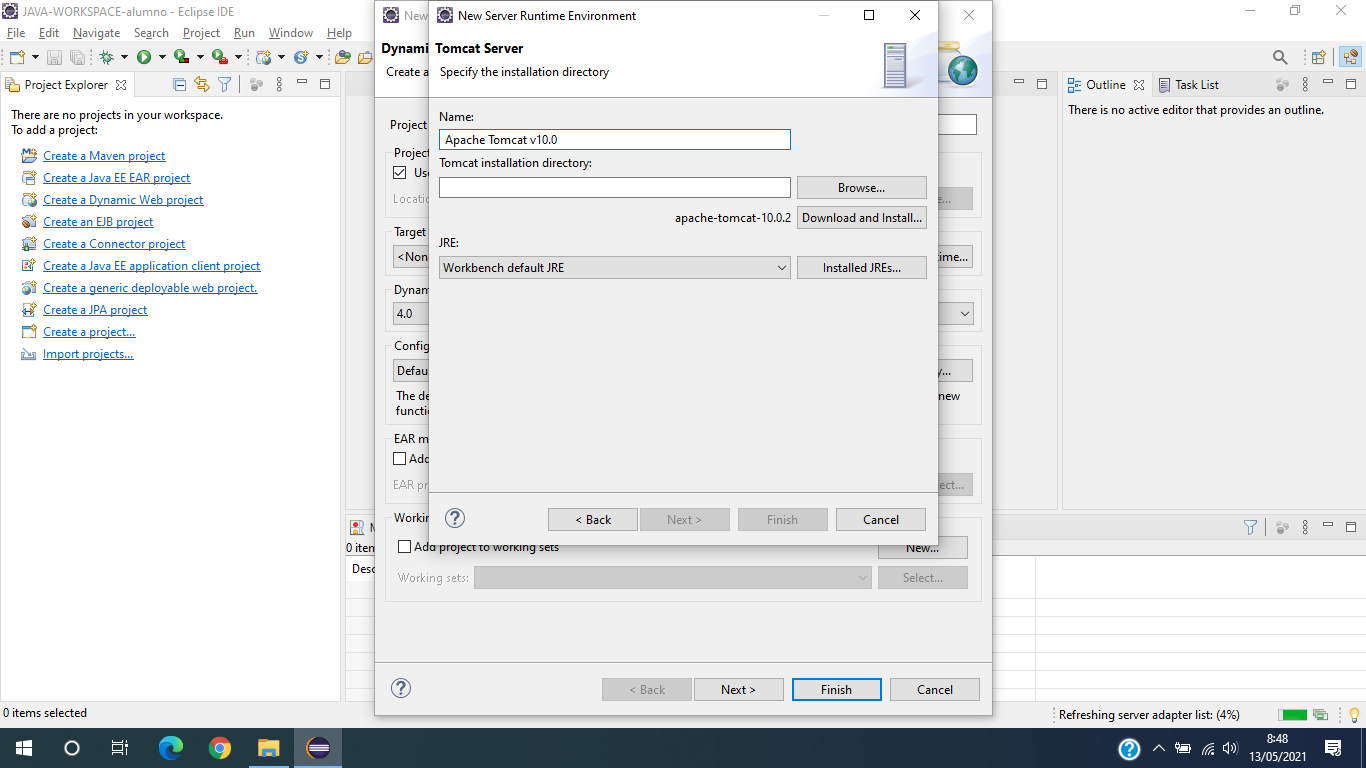 JAVA-WORKSPACE-alumno - Eclipse IDE
File Edit Navigate Search Project Run Window Help
Project Explorer
There are no projects in your workspace.
To add a project:
Create a Maven project
Create a Java EE EAR project
Create a Dynamic Web project
Create an EJB project
Create a Connector project
Create a Java EE application client project
Create a generic deployable web project.
Create a JPA project
Create a project...
Import projects...
New
Dynami
Create a
Project
Project
Use
Locatio
e...
Target
<Non
time...
Dynam
4.0
Config
Defau
y...
The de
new
functi
EAR m
Add
EAR pr
ect...
Workin
Add project to working sets
New...
Working sets:
Select...
< Back
Next >
Finish
Cancel
New Server Runtime Environment
Tomcat Server
Specify the installation directory
Name:
Apache Tomcat v10.0
Tomcat installation directory:
Browse...
apache-tomcat-10.0.2
Download and Install...
JRE:
Workbench default JRE
Installed JREs...
< Back
Next >
Finish
Cancel
Outline
Task List
There is no active editor that provides an outline.
M
0 item
Desc
0 items selected
Refreshing server adapter list: (4%)
8:48
13/05/2021